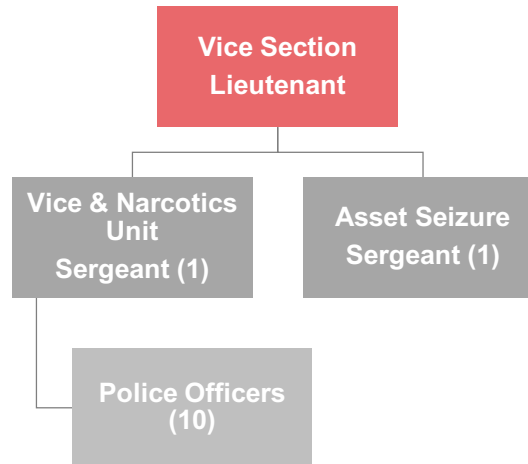 Vice Section
Lieutenant
Vice & Narcotics
Unit
Sergeant (1)
Asset Seizure
Sergeant (1)
Police Officers
(10)